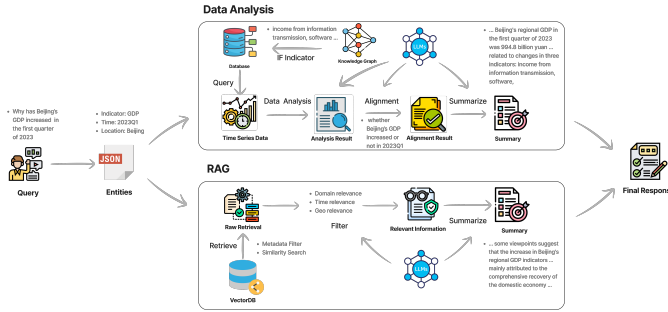 Data Analysis
• income from information
transmission, software ...
Database
IF Indicator
Knowledge Graph
LLMs
• ... Beijing's regional GDP in
the first quarter of 2023
was 994.8 billion yuan ...
related to changes in three
indicators: Income from
information transmission,
software,
Query
Data Analysis
Alignment
Summarize
• whether
Beijing's GDP
Increased or
not in 2023Q1
Time Series Data
Analysis Result
Alignment Result
Summary
• Why has Beijing's
GDP increased in
the first quarter
of 2023
• Indicator: GDP
• Time: 2023Q1
• Location: Beijing
JSON
Query
Entities
Final Respons
RAG
• Domain relevance
• Time relevance
• Geo relevance
Raw Retrieval
Filter
Relevant Information
Summarize
Summary
Retrieve
• Metadata Filter
• Similarity Search
VectorDB
LLMs
• ... some viewpoints suggest
that the increase in Beijing's
regional GDP indicators ...
mainly attributed to the
comprehensive recovery of
the domestic economy ...